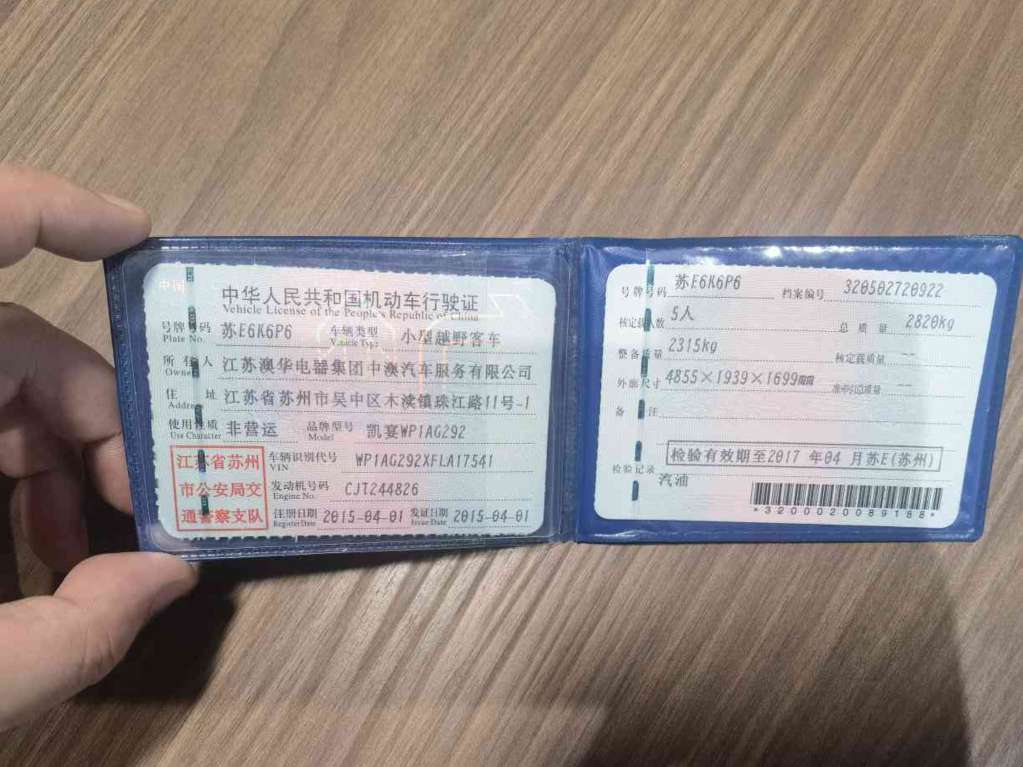 中国
中华人民共和国机动车行驶证
Vehicle License of the People's Republic of China
号牌号码 苏E6K6P6 车辆类型 小型越野客车
Plate No. Vehicle Type
所有人 江苏澳华电器集团中澳汽车服务有限公司
Owner
住址 江苏省苏州市吴中区木渎镇珠江路11号-1
Address
使用性质 非营运 品牌型号 凯宴WP1AG292
Use Character Model
江苏省苏州
市公安局交
通警察支队
车辆识别代号 WP1AG292XFLA17541
VIN
发动机号码 CJT244826
Engine No.
注册日期 2015-04-01 发证日期 2015-04-01
Register Date Issue Date
号牌号码 苏E6K6P6 档案编号 320502720922
核定载人数 5人 总质量 2820kg
整备质量 2315kg 核定载质量 --
外廓尺寸 4855×1939×1699mm 准牵引总质量 --
备注
检验记录 检验有效期至2017 年04 月苏E(苏州)
汽油
*3200020089188*